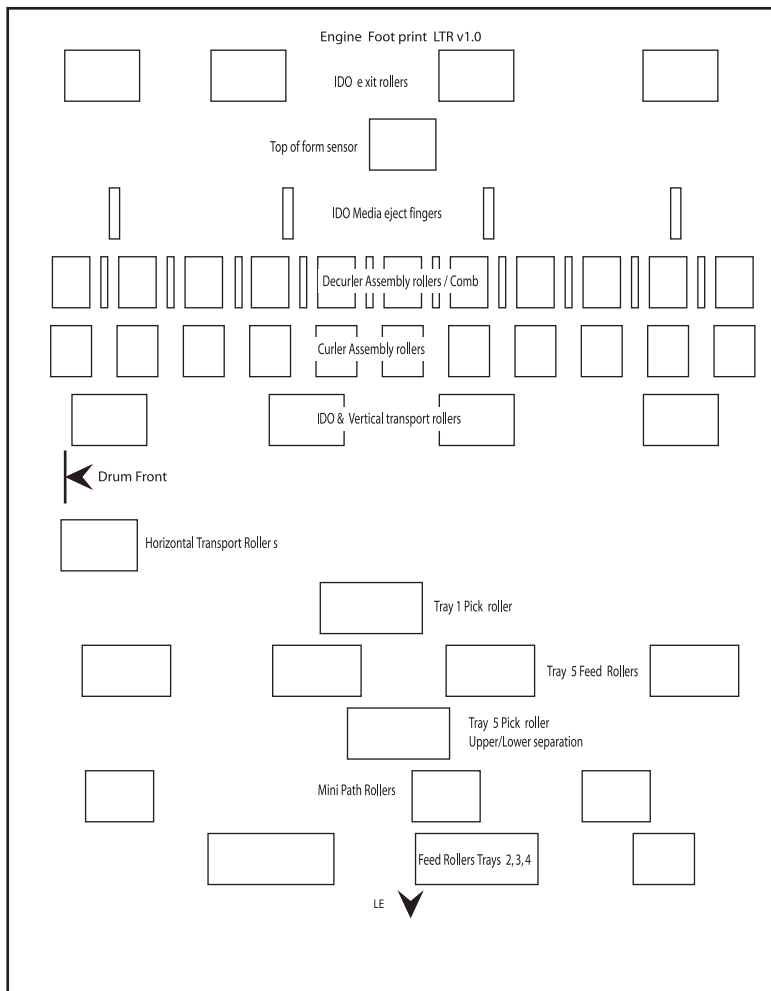 Engine Foot print LTR v1.0
IDO e xit rollers
Top of form sensor
IDO Media eject fingers
Decurler Assembly rollers / Comb
Curler Assembly rollers
IDO & Vertical transport rollers
Drum Front
Horizontal Transport Roller s
Tray 1 Pick roller
Tray 5 Feed Rollers
Tray 5 Pick roller
Upper/Lower separation
Mini Path Rollers
Feed Rollers Trays 2, 3, 4
LE